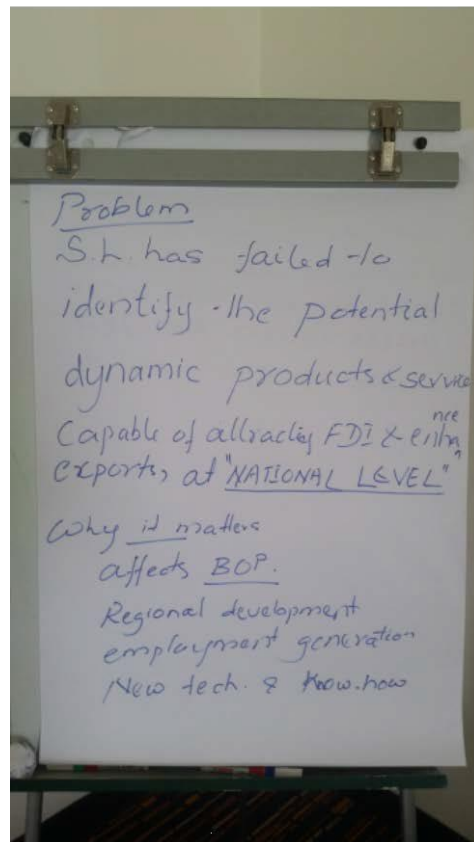 Problem
S.L. has failed to
identify the potential
dynamic products & service
Capable of attracting FDI & enhance
exports, at "NATIONAL LEVEL"
Why it matters
affects BOP.
Regional development
employment generation
New tech. & Know-how